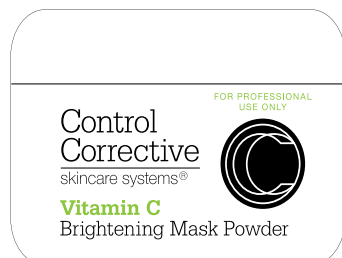 FOR PROFESSIONAL
USE ONLY
Control
Corrective
skincare systems®
Vitamin C
Brightening Mask Powder